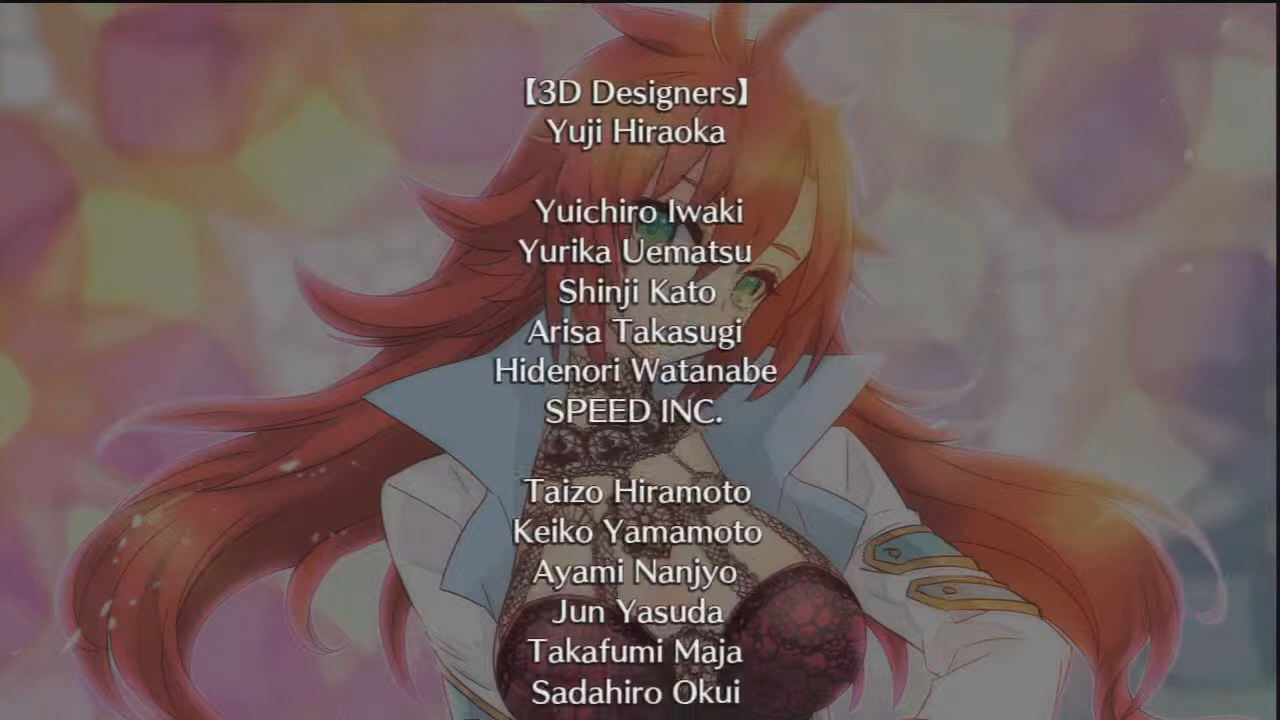 【3D Designers】
Yuji Hiraoka
Yuichiro Iwaki
Yurika Uematsu
Shinji Kato
Arisa Takasugi
Hidenori Watanabe
SPEED INC.
Taizo Hiramoto
Keiko Yamamoto
Ayami Nanjyo
Jun Yasuda
Takafumi Maja
Sadahiro Okui